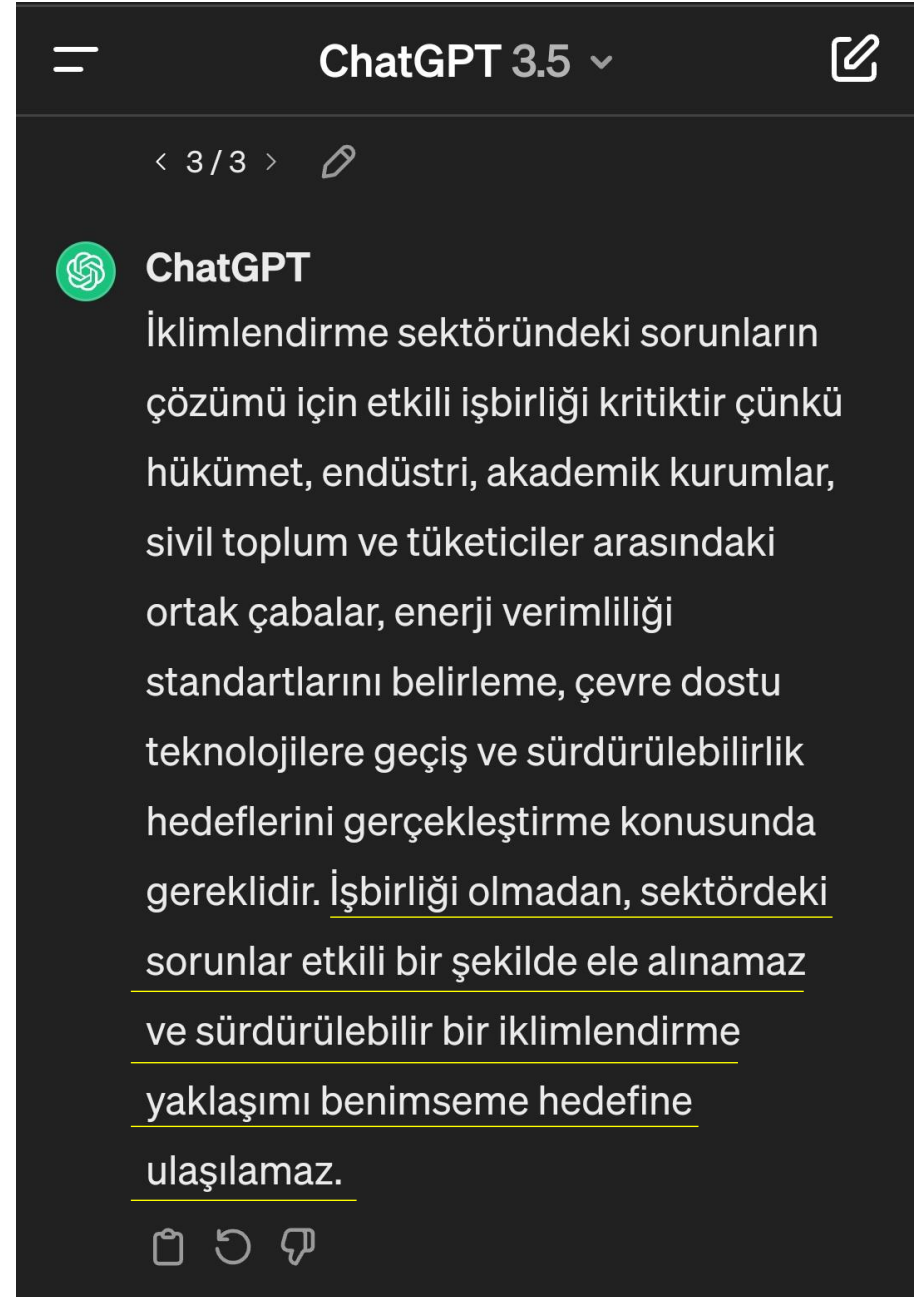 ChatGPT 3.5
< 3 / 3 >
ChatGPT
İklimlendirme sektöründeki sorunların
çözümü için etkili işbirliği kritiktir çünkü
hükümet, endüstri, akademik kurumlar,
sivil toplum ve tüketiciler arasındaki
ortak çabalar, enerji verimliliği
standartlarını belirleme, çevre dostu
teknolojilere geçiş ve sürdürülebilirlik
hedeflerini gerçekleştirme konusunda
gereklidir. İşbirliği olmadan, sektördeki
sorunlar etkili bir şekilde ele alınamaz
ve sürdürülebilir bir iklimlendirme
yaklaşımı benimseme hedefine
ulaşılamaz.